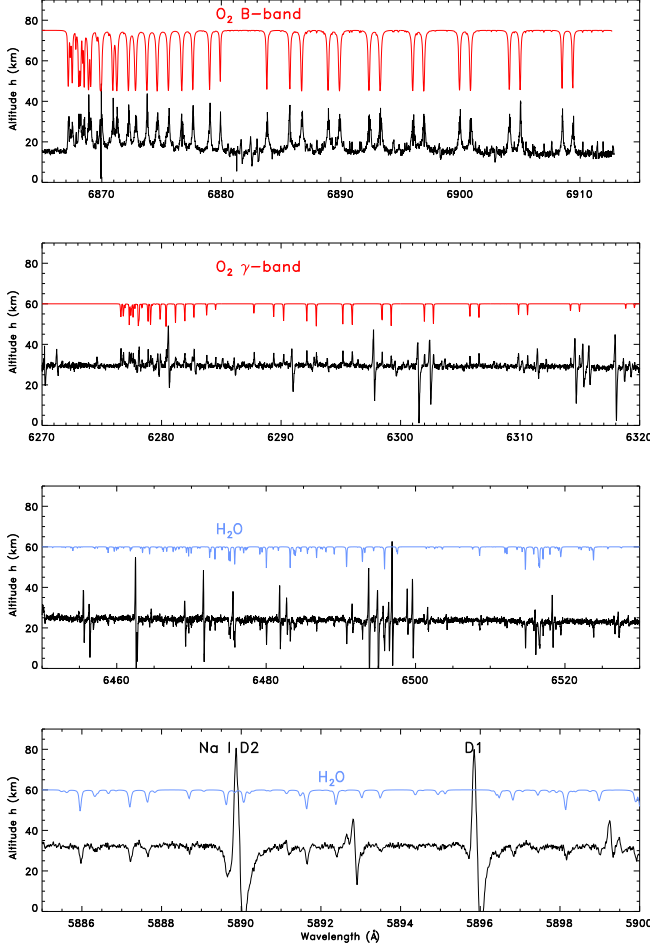 O2 B-band
Altitude h (km)
80
60
40
20
0
6870 6880 6890 6900 6910
O2 γ-band
Altitude h (km)
80
60
40
20
0
6270 6280 6290 6300 6310 6320
H2O
Altitude h (km)
80
60
40
20
0
6460 6480 6500 6520
Na I D2 D1
H2O
Altitude h (km)
80
60
40
20
0
5886 5888 5890 5892 5894 5896 5898 5900
Wavelength (Å)